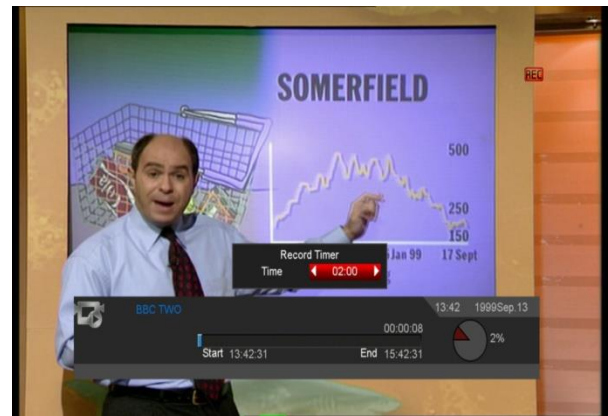 SOMERFIELD
REC
500
250
150
Jan 99 17 Sept
Record Timer
Time 02:00
BBC TWO
13:42 1999Sep.13
00:00:08
2%
Start 13:42:31 End 15:42:31